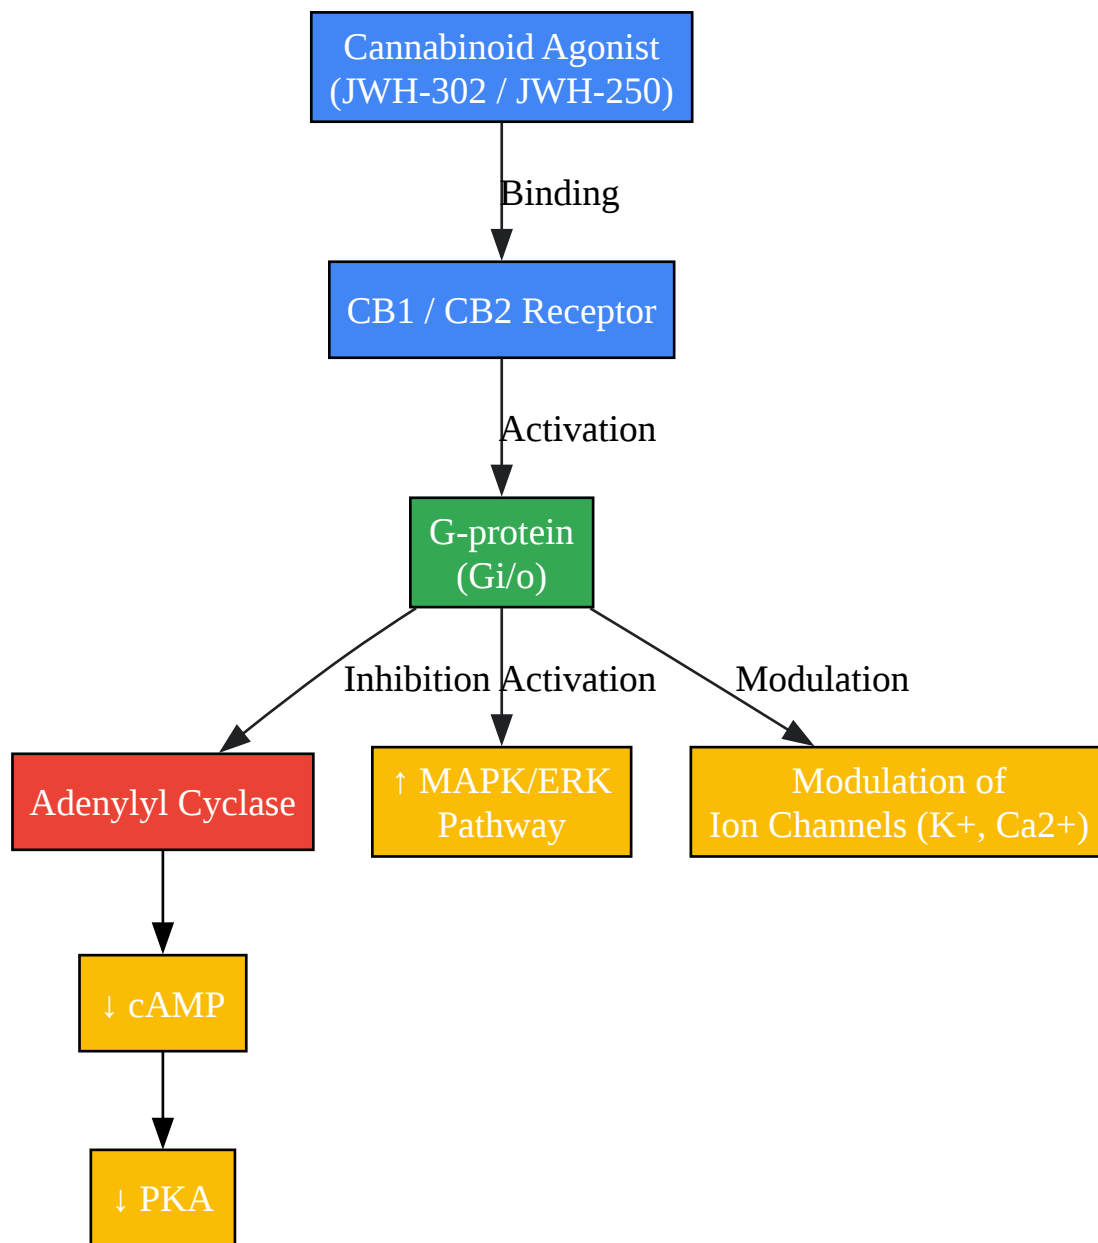 Cannabinoid Agonist
(JWH-302 / JWH-250)
Binding
CB1 / CB2 Receptor
Activation
G-protein
(Gi/o)
Inhibition
Activation
Modulation
Adenylyl Cyclase
↑ MAPK/ERK
Pathway
Modulation of
Ion Channels (K+, Ca2+)
↓ cAMP
↓ PKA